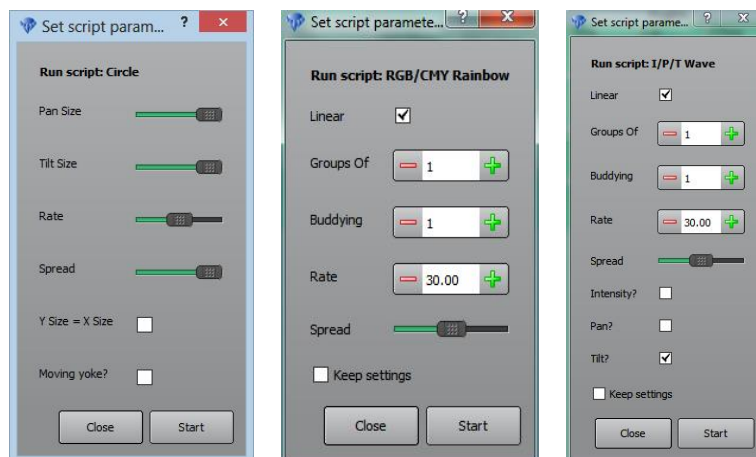 Set script param... ?
Run script: Circle
Pan Size
Tilt Size
Rate
Spread
Y Size = X Size
Moving yoke?
Close Start
Set script paramete... ?
Run script: RGB/CMY Rainbow
Linear
Groups Of 1
Buddying 1
Rate 30.00
Spread
Keep settings
Close Start
Set script parame... ?
Run script: I/P/T Wave
Linear
Groups Of 1
Buddying 1
Rate 30.00
Spread
Intensity?
Pan?
Tilt?
Keep settings
Close Start